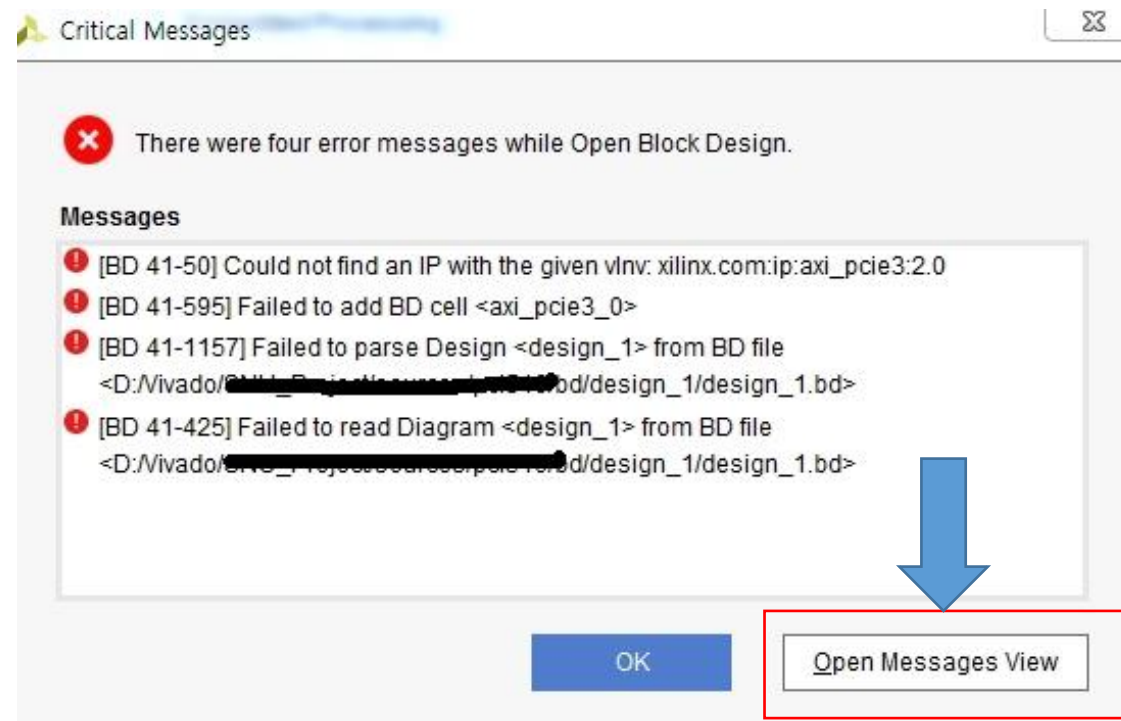 Critical Messages
There were four error messages while Open Block Design.
Messages
[BD 41-50] Could not find an IP with the given vlnv: xilinx.com:ip:axi_pcie3:2.0
[BD 41-595] Failed to add BD cell <axi_pcie3_0>
[BD 41-1157] Failed to parse Design <design_1> from BD file
<D:/Vivado/ bd/design_1/design_1.bd>
[BD 41-425] Failed to read Diagram <design_1> from BD file
<D:/Vivado/ d/design_1/design_1.bd>
OK
Open Messages View